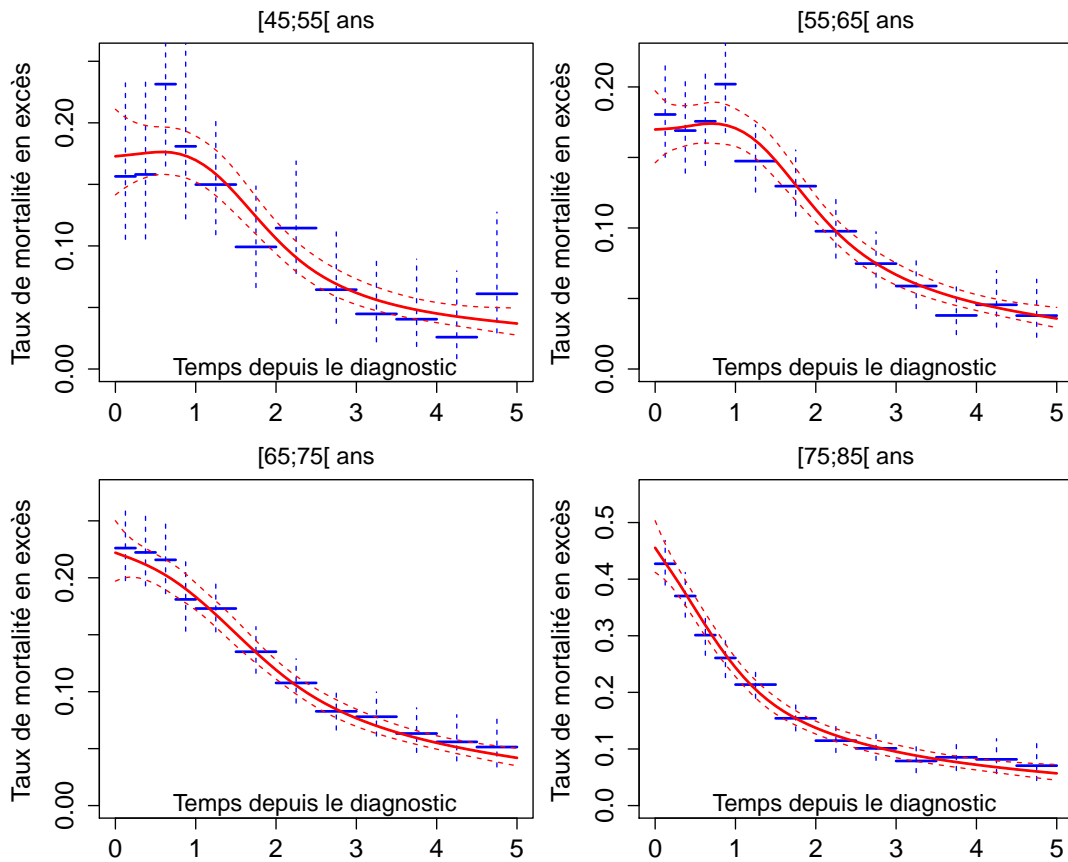 [45;55[ ans
Taux de mortalité en excès
0.00 0.10 0.20
Temps depuis le diagnostic
0 1 2 3 4 5
[55;65[ ans
Taux de mortalité en excès
0.00 0.10 0.20
Temps depuis le diagnostic
0 1 2 3 4 5
[65;75[ ans
Taux de mortalité en excès
0.00 0.10 0.20
Temps depuis le diagnostic
0 1 2 3 4 5
[75;85[ ans
Taux de mortalité en excès
0.0 0.1 0.2 0.3 0.4 0.5
Temps depuis le diagnostic
0 1 2 3 4 5